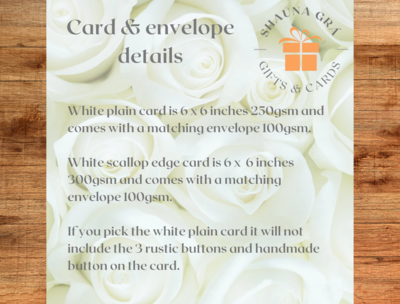 Card & envelope
details
SHAUNA GRÁ
GIFTS & CARDS
White plain card is 6 x 6 inches 250gsm and
comes with a matching envelope 100gsm.
White scallop edge card is 6 x 6 inches
300gsm and comes with a matching
envelope 100gsm.
If you pick the white plain card it will not
include the 3 rustic buttons and handmade
button on the card.